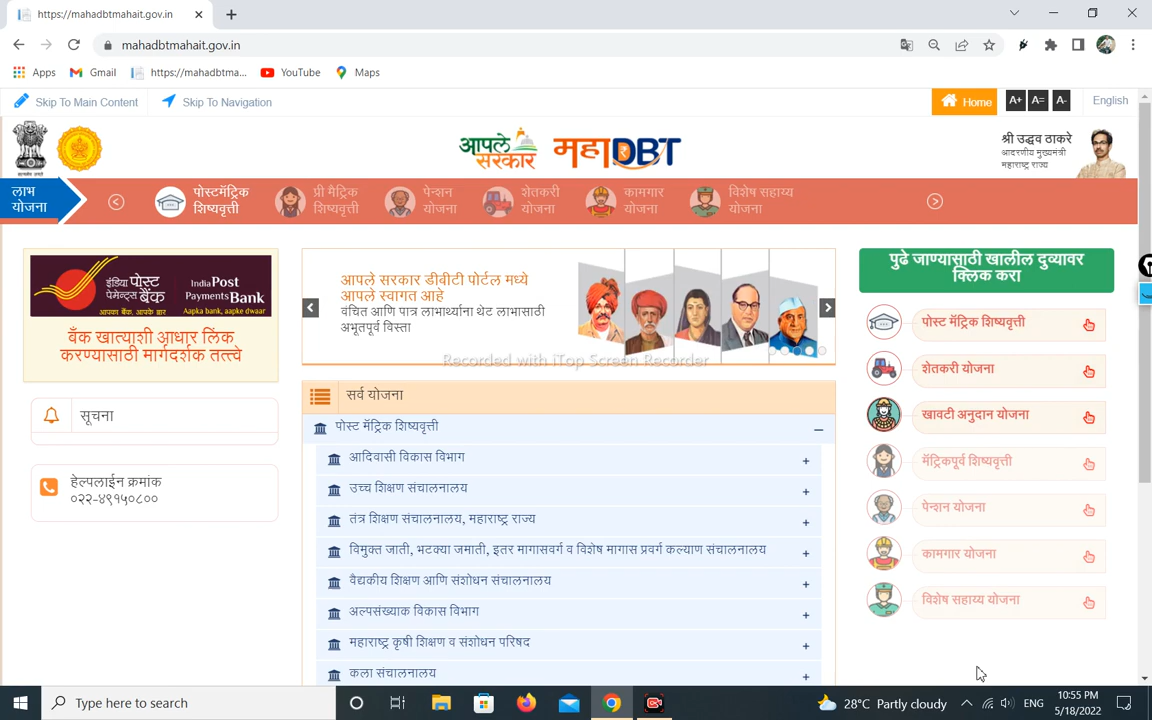 https://mahadbtmahait.gov.in
mahadbtmahait.gov.in
Apps Gmail https://mahadbtma... YouTube Maps
Skip To Main Content Skip To Navigation Home A+ A= A- English
आपले सरकार महाDBT
श्री उद्धव ठाकरे
आदरणीय मुख्यमंत्री
महाराष्ट्र राज्य
लाभ
योजना
पोस्टमॅट्रिक
शिष्यवृत्ती
प्री मैट्रिक
शिष्यवृत्ती
पेन्शन
योजना
शेतकरी
योजना
कामगार
योजना
विशेष सहाय्य
योजना
इंडिया पोस्ट
पेमेन्ट्स बैंक
India Post
Payments Bank
आपका बैंक, आपके द्वार
Aapka bank, aapke dwaar
बँक खात्याशी आधार लिंक
करण्यासाठी मार्गदर्शक तत्त्वे
सूचना
हेल्पलाईन क्रमांक
०२२-४९१५०८००
आपले सरकार डीवीटी पोर्टल मध्ये
आपले स्वागत आहे
वंचित आणि पात्र लाभार्थ्यांना थेट लाभासाठी
अभूतपूर्व विस्ता
Recorded with iTop Screen Recorder
सर्व योजना
पोस्ट मॅट्रिक शिष्यवृत्ती
आदिवासी विकास विभाग
उच्च शिक्षण संचालनालय
तंत्र शिक्षण संचालनालय, महाराष्ट्र राज्य
विमुक्त जाती, भटक्या जमाती, इतर मागासवर्ग व विशेष मागास प्रवर्ग कल्याण संचालनालय
वैद्यकीय शिक्षण आणि संशोधन संचालनालय
अल्पसंख्याक विकास विभाग
महाराष्ट्र कृषी शिक्षण व संशोधन परिषद
कला संचालनालय
पुढे जाण्यासाठी खालील दुव्यावर
क्लिक करा
पोस्ट मॅट्रिक शिष्यवृत्ती
शेतकरी योजना
खावटी अनुदान योजना
मॅट्रिकपूर्व शिष्यवृत्ती
पेन्शन योजना
कामगार योजना
विशेष सहाय्य योजना
Type here to search
28°C Partly cloudy
ENG
10:55 PM
5/18/2022